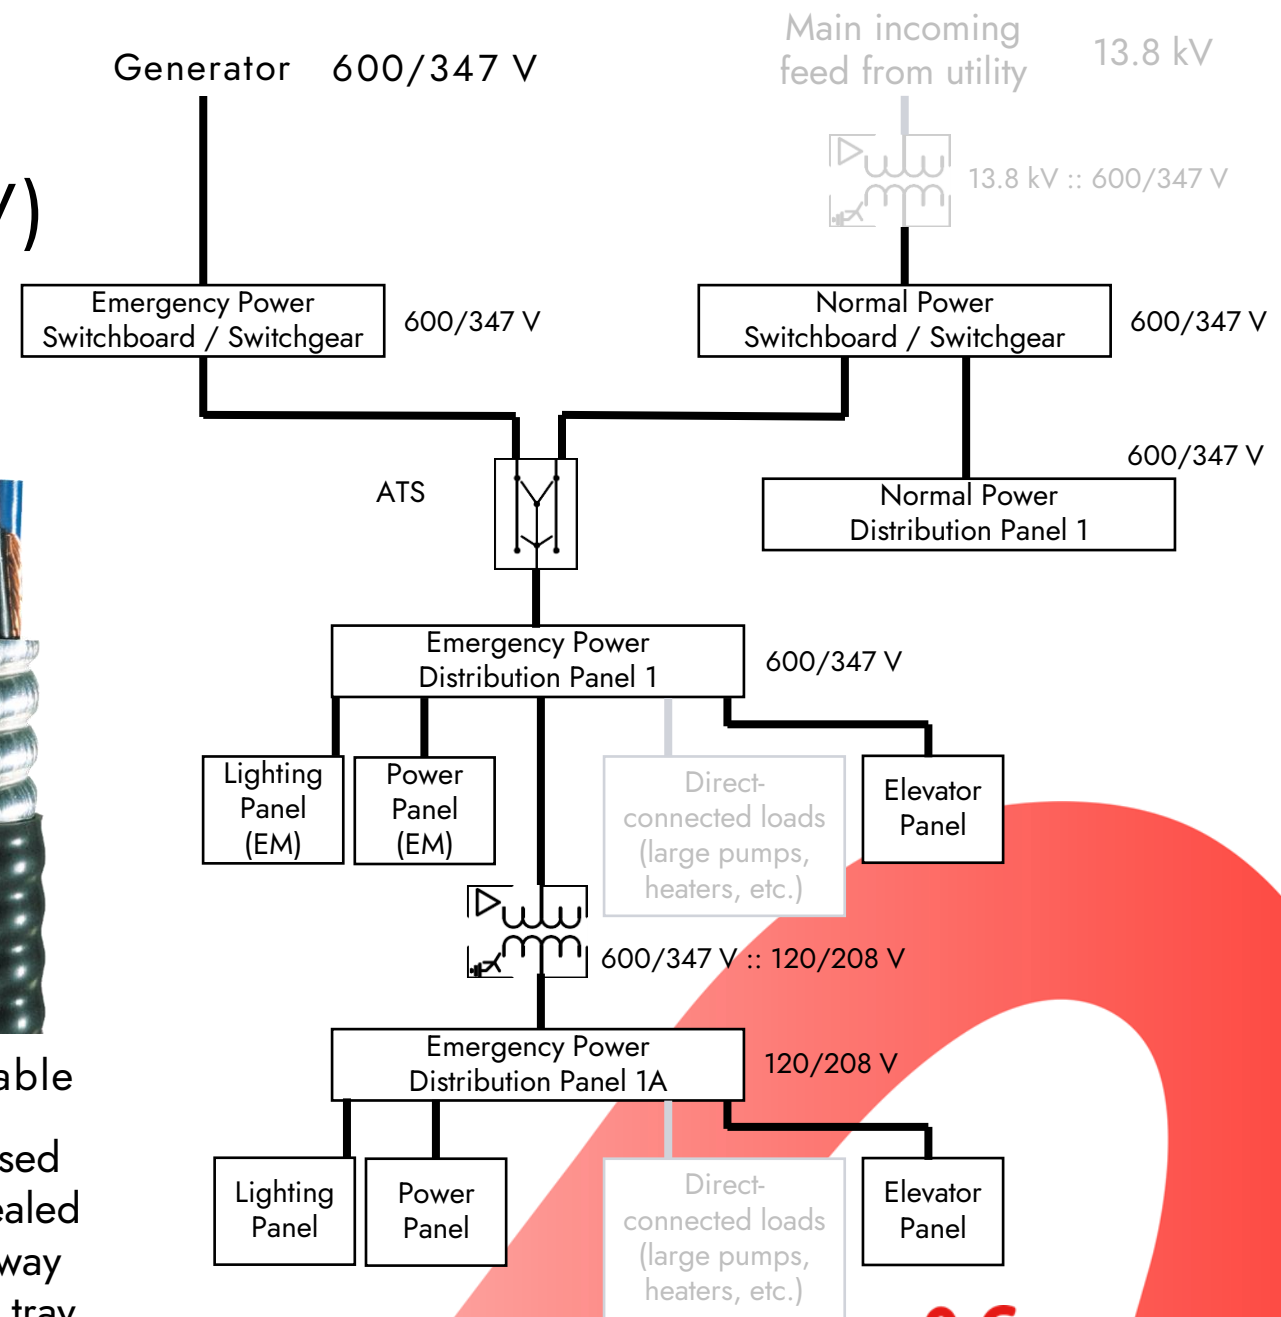 Generator 600/347 V
Main incoming
feed from utility
13.8 kV
13.8 kV :: 600/347 V
V)
Emergency Power
Switchboard / Switchgear
600/347 V
Normal Power
Switchboard / Switchgear
600/347 V
ATS
600/347 V
Normal Power
Distribution Panel 1
Emergency Power
Distribution Panel 1
600/347 V
Lighting
Panel
(EM)
Power
Panel
(EM)
Direct-
connected loads
(large pumps,
heaters, etc.)
Elevator
Panel
600/347 V :: 120/208 V
Emergency Power
Distribution Panel 1A
120/208 V
Lighting
Panel
Power
Panel
Direct-
connected loads
(large pumps,
heaters, etc.)
Elevator
Panel
able
sed
ealed
way
tray